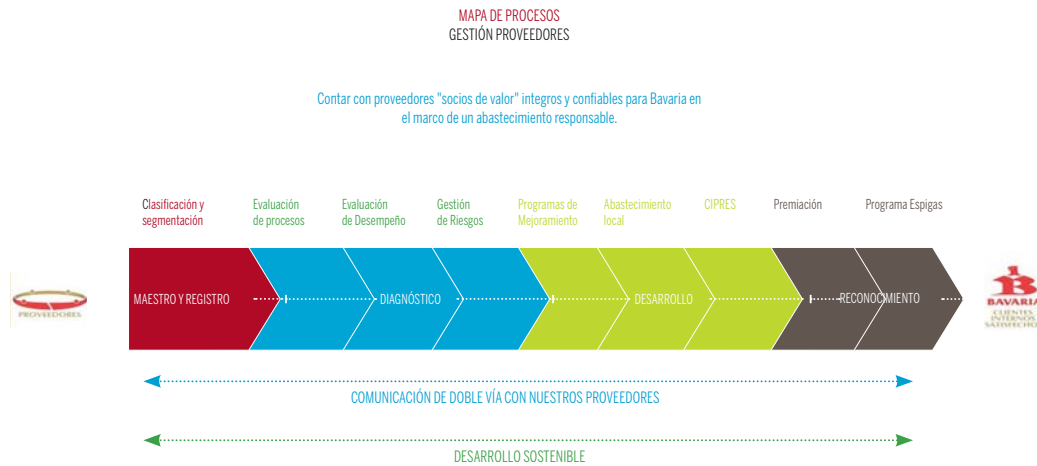 MAPA DE PROCESOS
GESTIÓN PROVEEDORES
Contar con proveedores "socios de valor" integros y confiables para Bavaria en
el marco de un abastecimiento responsable.
Clasificación y
segmentación
Evaluación
de procesos
Evaluación
de Desempeño
Gestión
de Riesgos
Programas de
Mejoramiento
Abastecimiento
local
CIPRES
Premiación
Programa Espigas
PROVEEDORES
MAESTRO Y REGISTRO
DIAGNÓSTICO
DESARROLLO
RECONOCIMIENTO
1
B
BAVARIA
CLIENTES
INTERNOS
SATISFECHO
COMUNICACIÓN DE DOBLE VÍA CON NUESTROS PROVEEDORES
DESARROLLO SOSTENIBLE